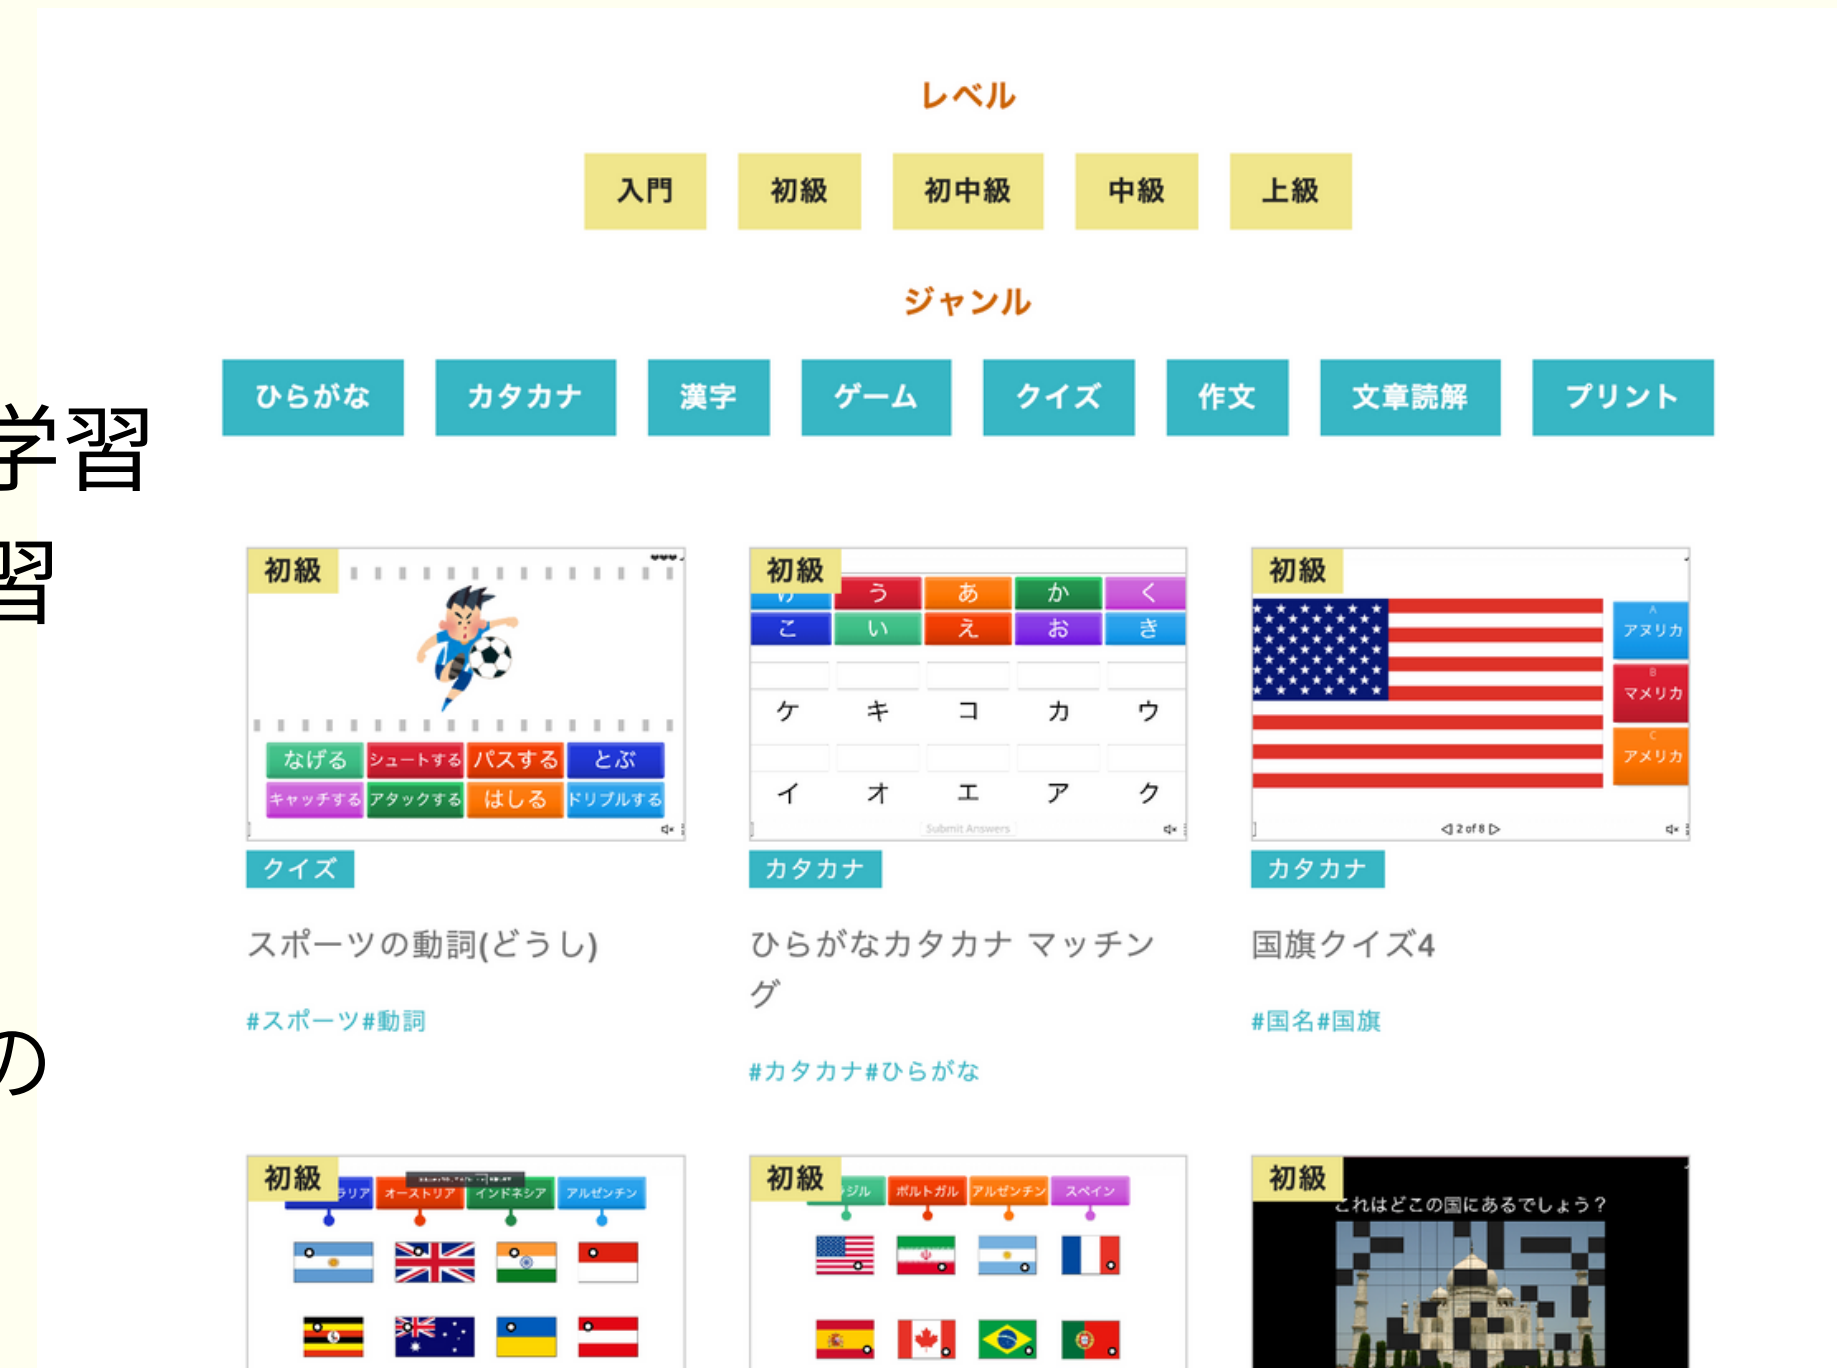 レベル
入門 初級 初中級 中級 上級
ジャンル
ひらがな カタカナ 漢字 ゲーム クイズ 作文 文章読解 プリント
学習
習
の
初級
なげる シュートする パスする とぶ
キャッチする アタックする はしる ドリブルする
クイズ
スポーツの動詞(どうし)
#スポーツ#動詞
初級
う あ か く
こ い え お き
ケ キ コ カ ウ
イ オ エ ア ク
Submit Answers
カタカナ
ひらがなカタカナ マッチン
グ
#カタカナ#ひらがな
初級
A
アヌリカ
B
マメリカ
C
アメリカ
2 of 8
カタカナ
国旗クイズ4
#国名#国旗
初級
ラリア オーストリア インドネシア アルゼンチン
初級
ジル ポルトガル アルゼンチン スペイン
初級
これはどこの国にあるでしょう？